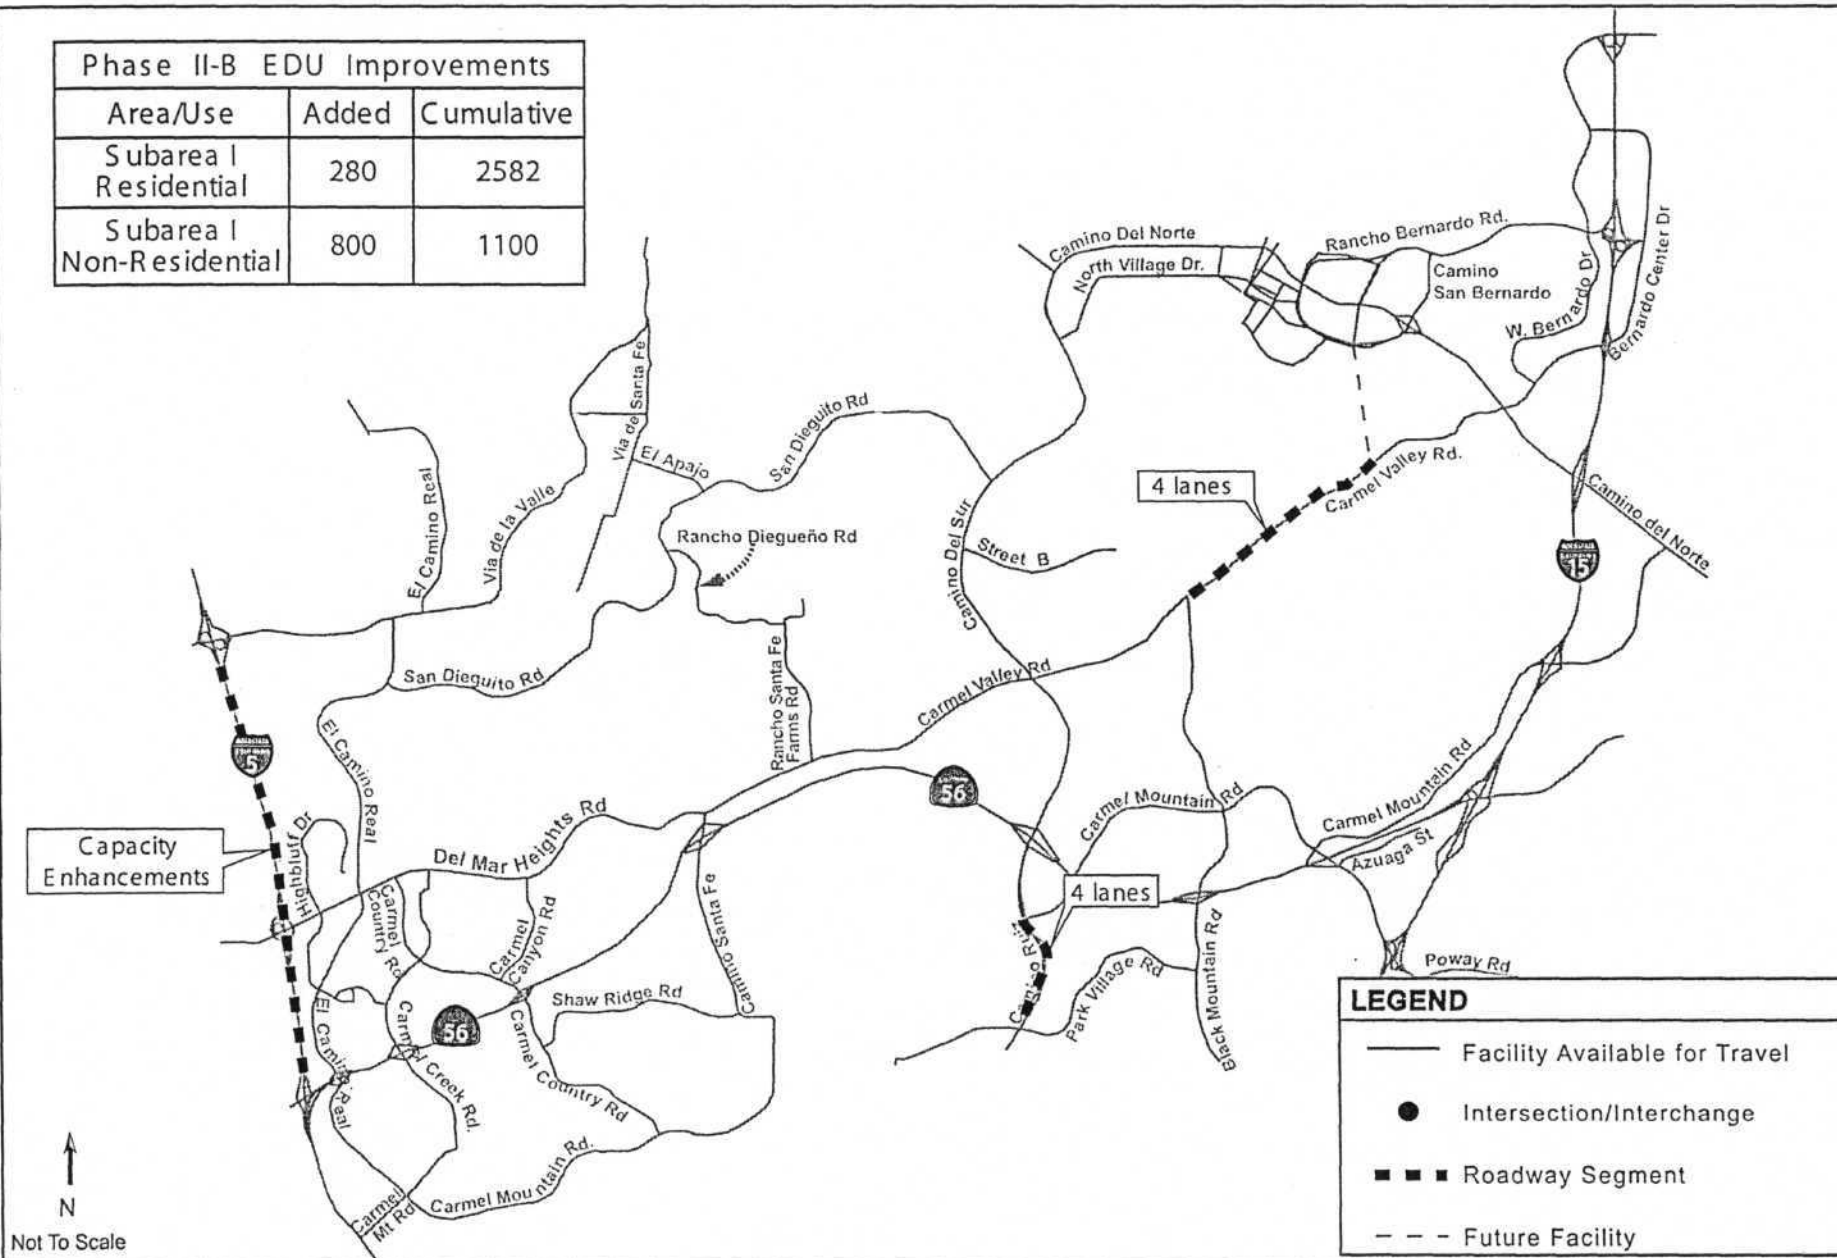 Phase II-B EDU Improvements
Area/Use Added Cumulative
Subarea I
Residential
280
2582
Subarea I
Non-Residential
800
1100
Camino Del Norte
North Village Dr.
Rancho Bernardo Rd.
Camino
San Bernardo
W. Bernardo Dr
Bernardo Center Dr
Via de Santa Fe
El Apajo
San Dieguito Rd
El Camino Real
Via de la Valle
Rancho Diegueño Rd
Camino Del Sur
Street B
4 lanes
Carmel Valley Rd.
Camino del Norte
15
San Dieguito Rd
Rancho Santa Fe
Farms Rd
Carmel Valley Rd
5
El Camino Real
56
Carmel Mountain Rd
Carmel Mountain Rd
Azuaga St
Capacity
Enhancements
Highbluff Dr
Del Mar Heights Rd
Carmel
Country Rd
Carmel
Canyon Rd
Camino Santa Fe
4 lanes
Camino Ruiz
Park Village Rd
Black Mountain Rd
Poway Rd
Shaw Ridge Rd
56
El Camino Real
Carmel Creek Rd.
Carmel Country Rd
Carmel Mountain Rd.
Carmel
Mt Rd
N
Not To Scale
LEGEND
Facility Available for Travel
Intersection/Interchange
Roadway Segment
Future Facility